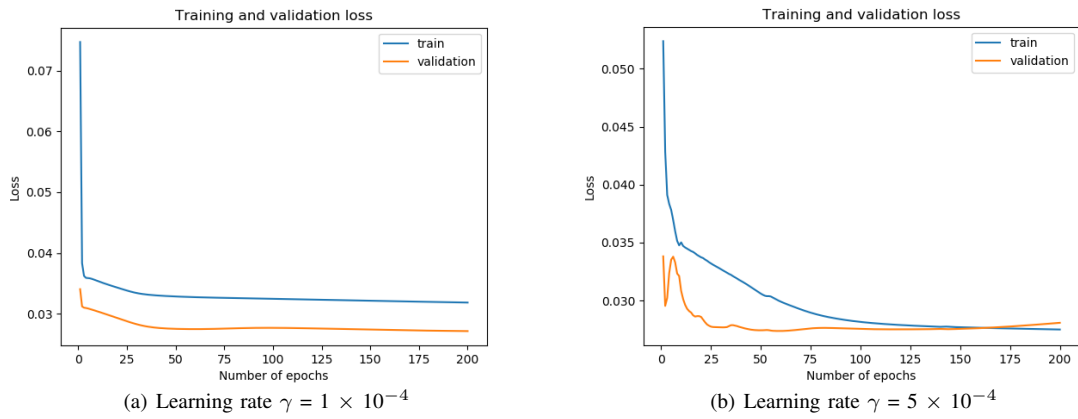 Training and validation loss
train
validation
0.07
0.06
0.05
0.04
0.03
Loss
0 25 50 75 100 125 150 175 200
Number of epochs
(a) Learning rate γ = 1 × 10⁻⁴
Training and validation loss
train
validation
0.050
0.045
0.040
0.035
0.030
Loss
0 25 50 75 100 125 150 175 200
Number of epochs
(b) Learning rate γ = 5 × 10⁻⁴